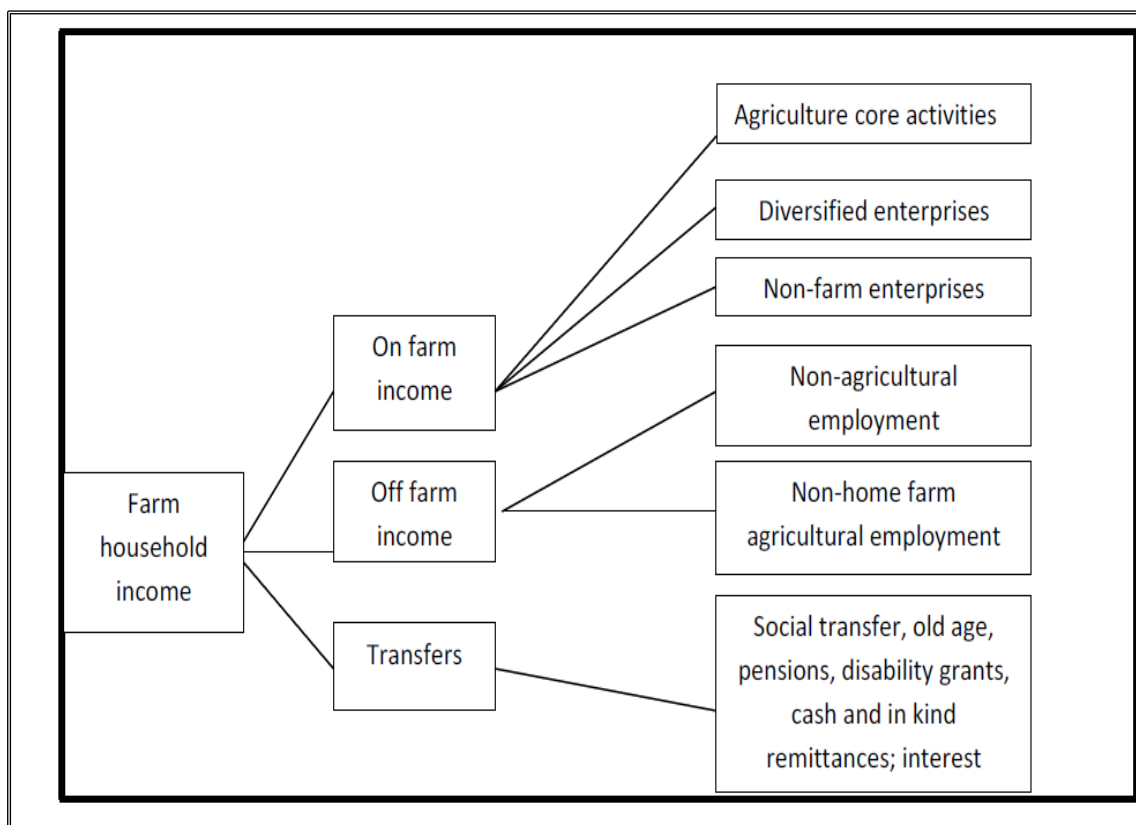 Agriculture core activities
Diversified enterprises
Non-farm enterprises
On farm
income
Non-agricultural
employment
Off farm
income
Non-home farm
agricultural employment
Farm
household
income
Transfers
Social transfer, old age,
pensions, disability grants,
cash and in kind
remittances; interest